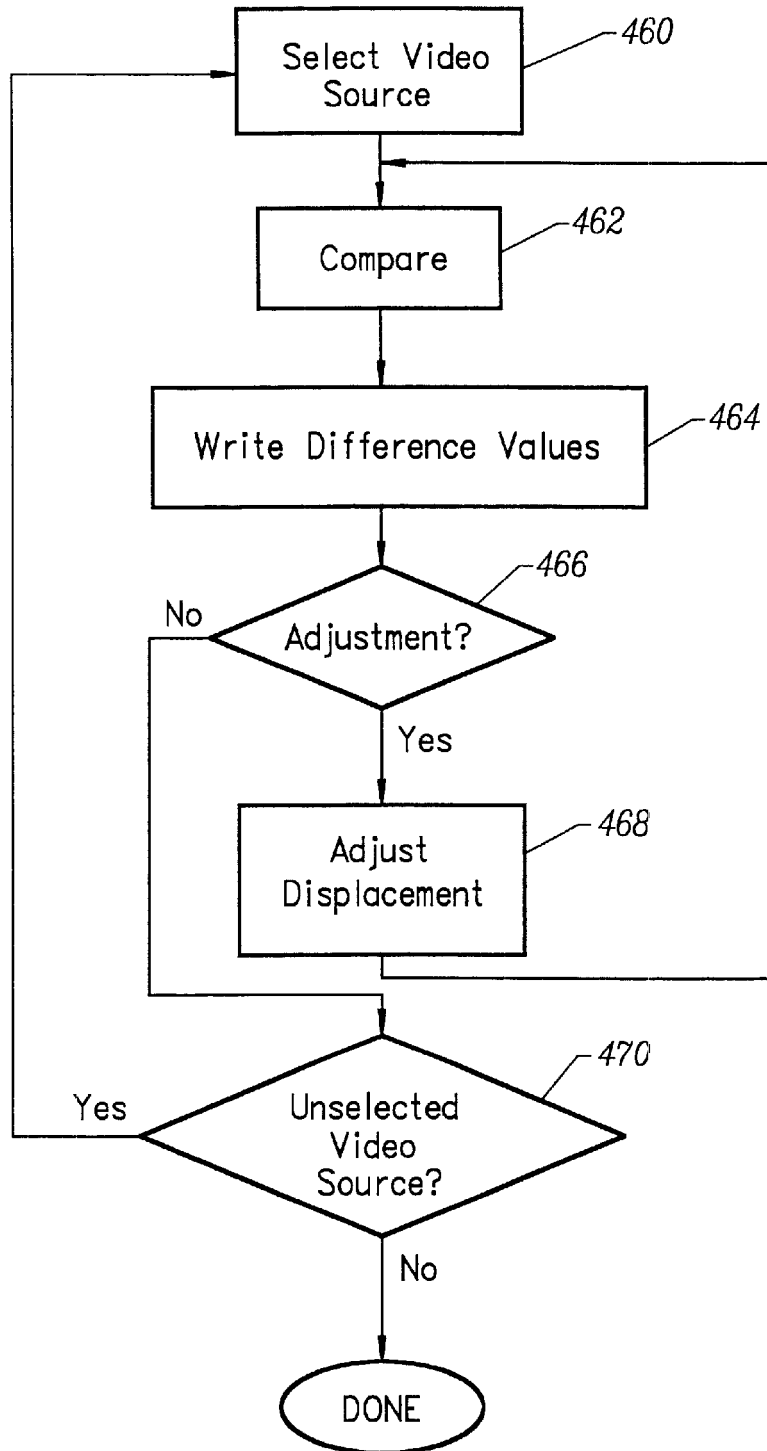 Select Video
Source
460
Compare
462
Write Difference Values
464
Adjustment?
466
No
Yes
Adjust
Displacement
468
Unselected
Video
Source?
470
Yes
No
DONE